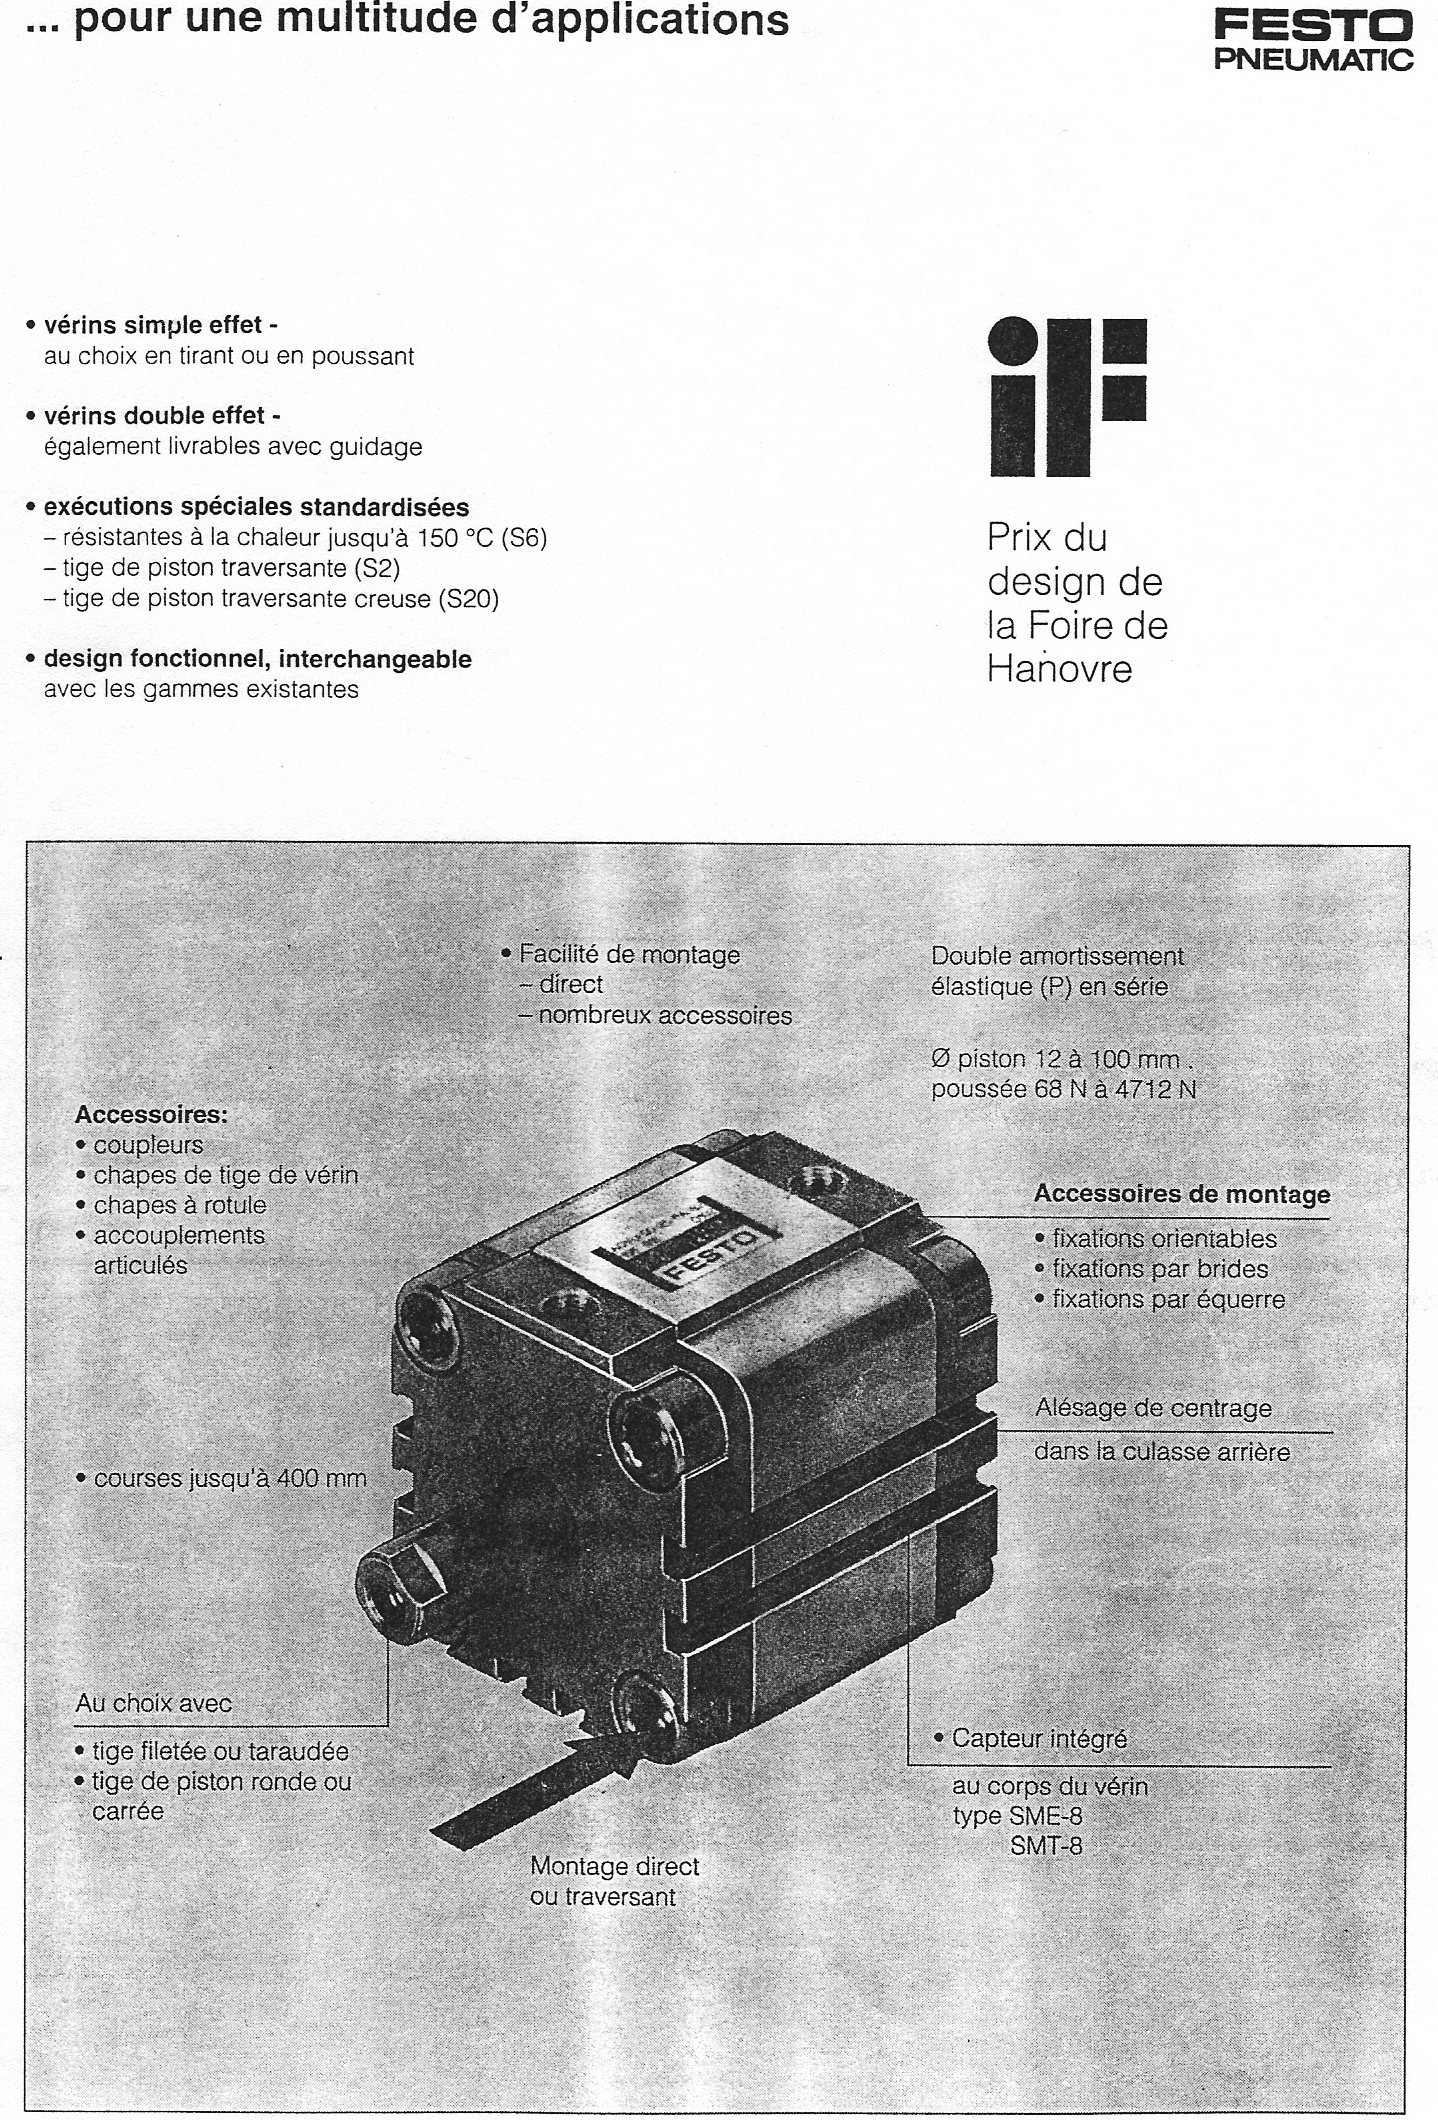 ... pour une multitude d'applications
FESTO
PNEUMATIC
• vérins simple effet -
au choix en tirant ou en poussant
• vérins double effet -
également livrables avec guidage
• exécutions spéciales standardisées
– résistantes à la chaleur jusqu'à 150 °C (S6)
– tige de piston traversante (S2)
– tige de piston traversante creuse (S20)
• design fonctionnel, interchangeable
avec les gammes existantes
iF
Prix du
design de
la Foire de
Hanovre
• Facilité de montage
– direct
– nombreux accessoires
Double amortissement
élastique (P) en série
Ø piston 12 à 100 mm
poussée 68 N à 4712 N
Accessoires:
• coupleurs
• chapes de tige de vérin
• chapes à rotule
• accouplements
articulés
Accessoires de montage
• fixations orientables
• fixations par brides
• fixations par équerre
FESTO
Alésage de centrage
dans la culasse arrière
• courses jusqu'à 400 mm
Au choix avec
• tige filetée ou taraudée
• tige de piston ronde ou
carrée
• Capteur intégré
au corps du vérin
type SME-8
SMT-8
Montage direct
ou traversant